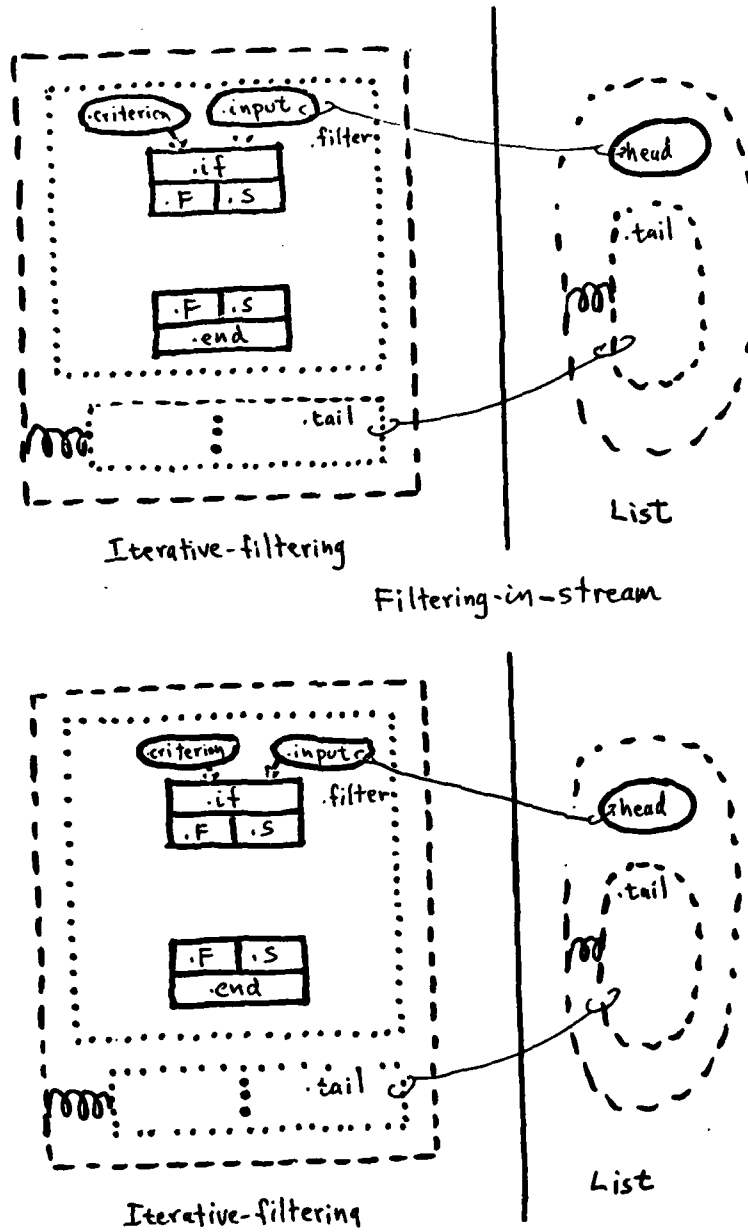 .criterion .input
.filter
.if
.F .S
.F .S
.end
.tail
Iterative-filtering
.head
.tail
List
Filtering-in-stream
.criterion .input
.filter
.if
.F .S
.F .S
.end
.tail
Iterative-filtering
.head
.tail
List